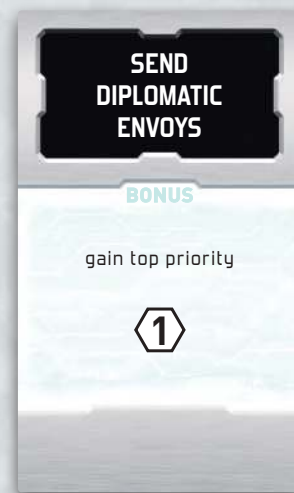 SEND
DIPLOMATIC
ENVOYS
BONUS
gain top priority
1